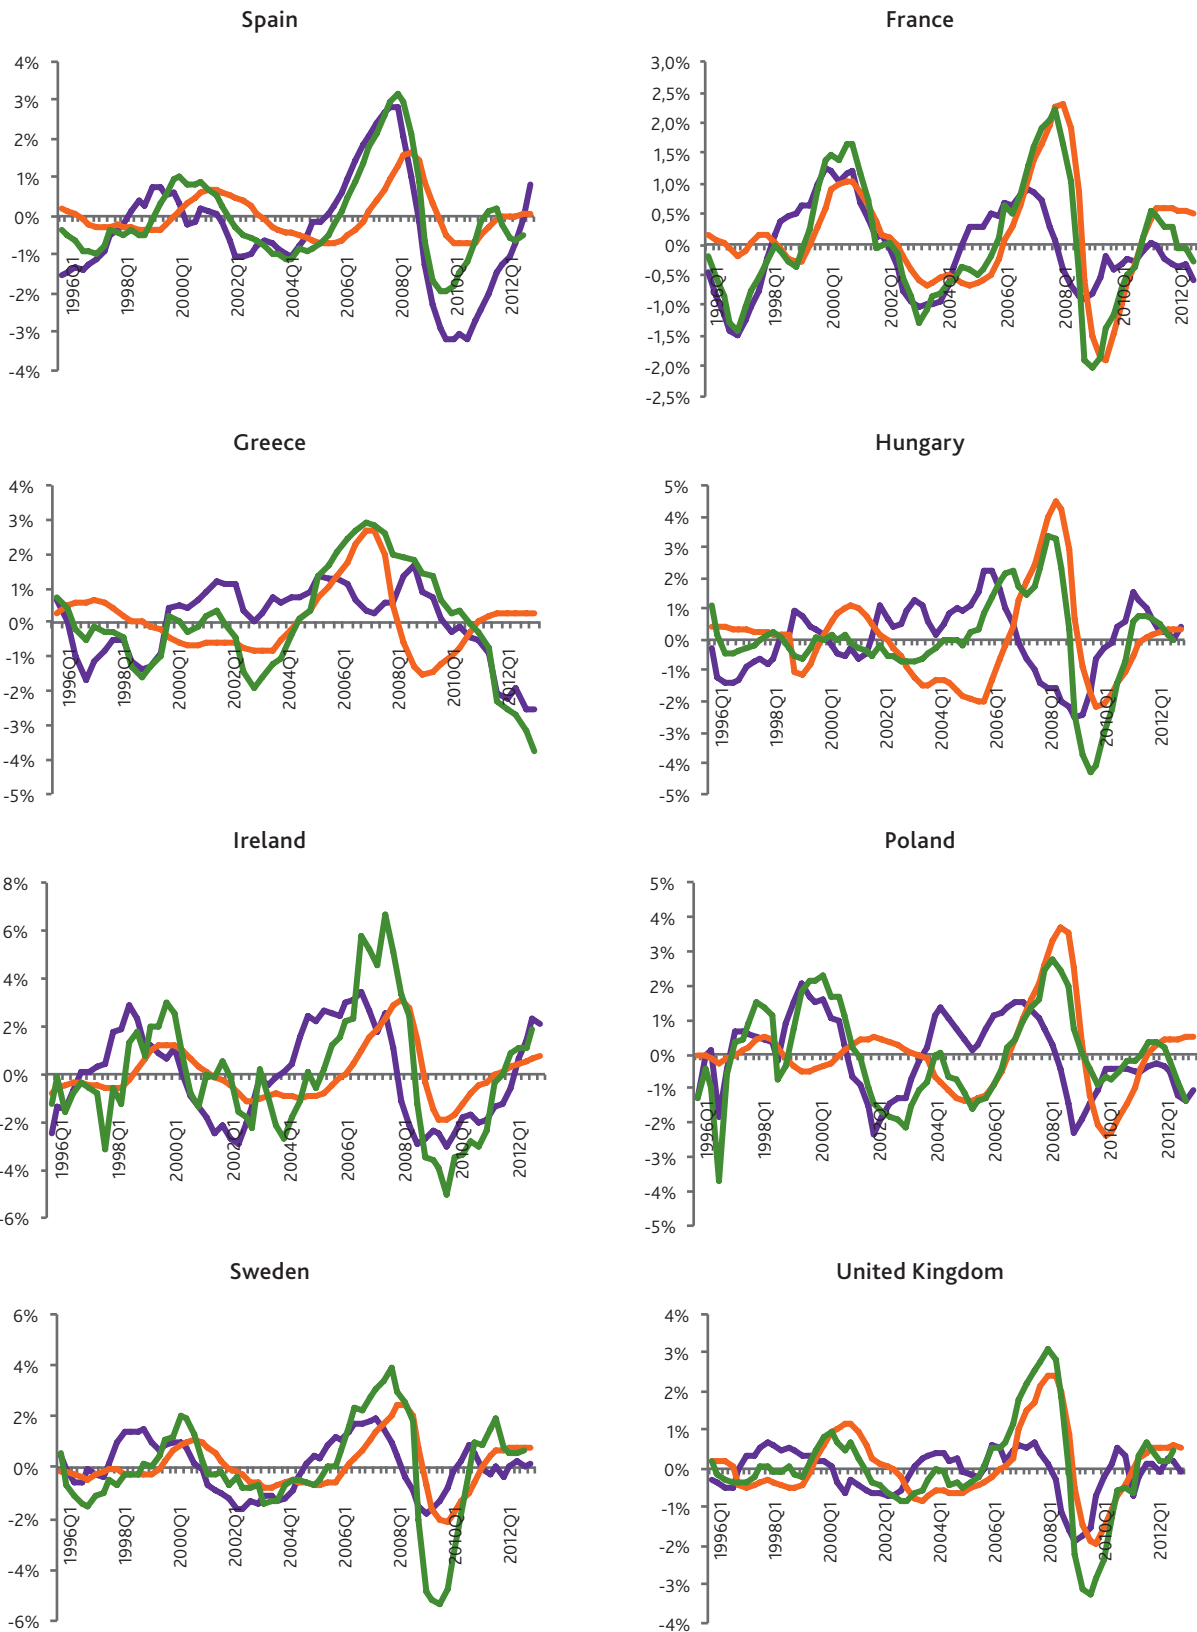 Spain
4%
3%
2%
1%
0%
-1%
-2%
-3%
-4%
1996Q1
1998Q1
2000Q1
2002Q1
2004Q1
2006Q1
2008Q1
2010Q1
2012Q1
France
3,0%
2,5%
2,0%
1,5%
1,0%
0,5%
0%
-0,5%
-1,0%
-1,5%
-2,0%
-2,5%
1996Q1
1998Q1
2000Q1
2002Q1
2004Q1
2006Q1
2008Q1
2010Q1
2012Q1
Greece
4%
3%
2%
1%
0%
-1%
-2%
-3%
-4%
-5%
1996Q1
1998Q1
2000Q1
2002Q1
2004Q1
2006Q1
2008Q1
2010Q1
2012Q1
Hungary
5%
4%
3%
2%
1%
0%
-1%
-2%
-3%
-4%
-5%
1996Q1
1998Q1
2000Q1
2002Q1
2004Q1
2006Q1
2008Q1
2010Q1
2012Q1
Ireland
8%
6%
4%
2%
0%
-2%
-4%
-6%
1996Q1
1998Q1
2000Q1
2002Q1
2004Q1
2006Q1
2008Q1
2010Q1
2012Q1
Poland
5%
4%
3%
2%
1%
0%
-1%
-2%
-3%
-4%
-5%
1996Q1
1998Q1
2000Q1
2002Q1
2004Q1
2006Q1
2008Q1
2010Q1
2012Q1
Sweden
6%
4%
2%
0%
-2%
-4%
-6%
1996Q1
1998Q1
2000Q1
2002Q1
2004Q1
2006Q1
2008Q1
2010Q1
2012Q1
United Kingdom
4%
3%
2%
1%
0%
-1%
-2%
-3%
-4%
1996Q1
1998Q1
2000Q1
2002Q1
2004Q1
2006Q1
2008Q1
2010Q1
2012Q1